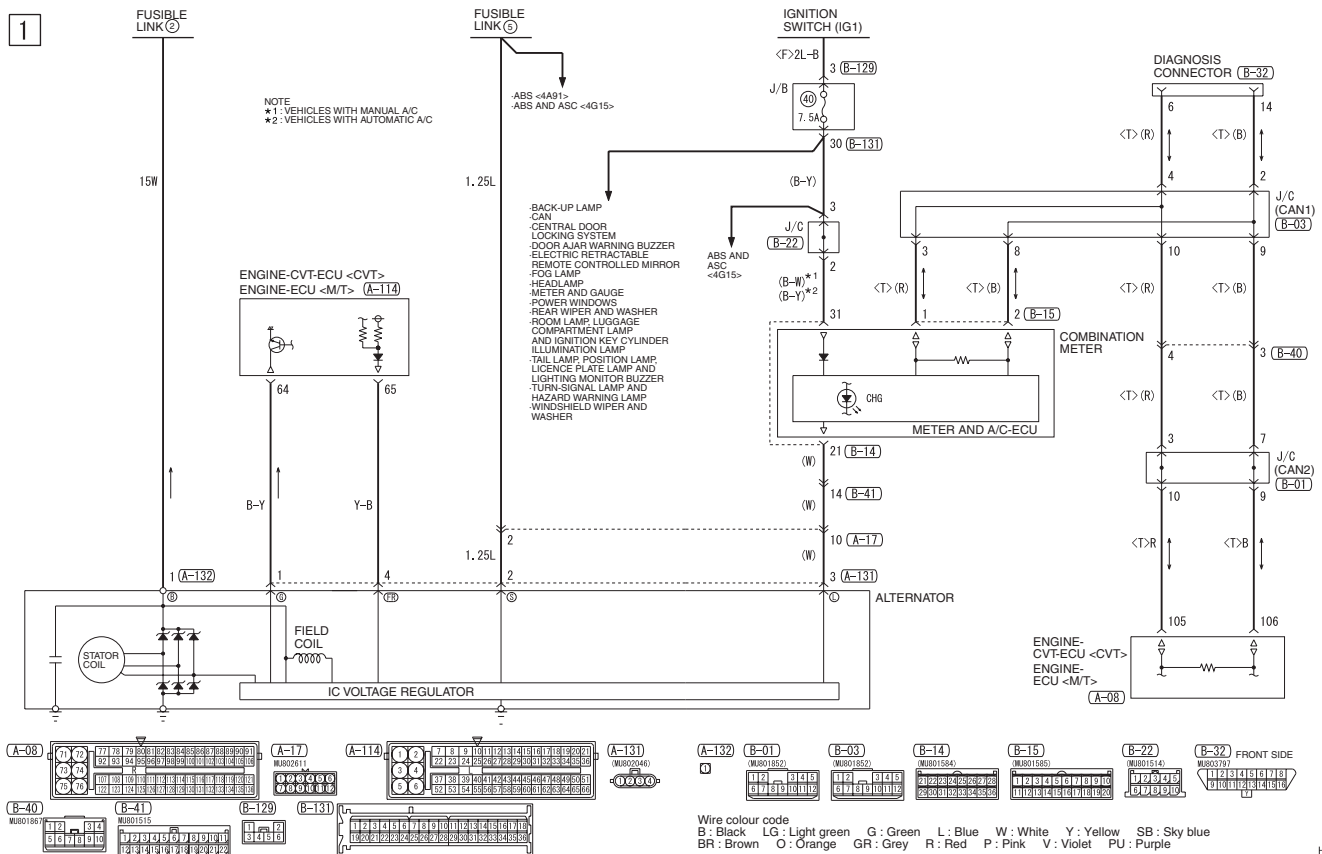 1
FUSIBLE
LINK②
FUSIBLE
LINK⑤
IGNITION
SWITCH (IG1)
<F>2L-B
3 B-129
J/B
40
7.5A
30 B-131
NOTE
*1 : VEHICLES WITH MANUAL A/C
*2 : VEHICLES WITH AUTOMATIC A/C
·ABS <4A91>
·ABS AND ASC <4G15>
DIAGNOSIS
CONNECTOR B-32
6 14
<T>(R) <T>(B)
4 2
J/C
(CAN1)
B-03
3 8 10 9
15W
1.25L
(B-Y)
3
J/C
B-22
2
ABS AND
ASC
<4G15>
(B-W)*1
(B-Y)*2
31
·BACK-UP LAMP
·CAN
·CENTRAL DOOR
LOCKING SYSTEM
·DOOR AJAR WARNING BUZZER
·ELECTRIC RETRACTABLE
REMOTE CONTROLLED MIRROR
·FOG LAMP
·HEADLAMP
·METER AND GAUGE
·POWER WINDOWS
·REAR WIPER AND WASHER
·ROOM LAMP, LUGGAGE
COMPARTMENT LAMP
AND IGNITION KEY CYLINDER
ILLUMINATION LAMP
·TAIL LAMP, POSITION LAMP,
LICENCE PLATE LAMP AND
LIGHTING MONITOR BUZZER
·TURN-SIGNAL LAMP AND
HAZARD WARNING LAMP
·WINDSHIELD WIPER AND
WASHER
<T>(R) <T>(B) <T>(R) <T>(B)
1 2 B-15
COMBINATION
METER
CHG
METER AND A/C-ECU
21 B-14
(W)
14 B-41
(W)
10 A-17
(W)
3 A-131
4 3 B-40
<T>(R) <T>(B)
3 7
J/C
(CAN2)
B-01
10 9
<T>R <T>B
105 106
ENGINE-
CVT-ECU <CVT>
ENGINE-
ECU <M/T>
A-08
ENGINE-CVT-ECU <CVT>
ENGINE-ECU <M/T> A-114
64 65
B-Y Y-B
2
1.25L
1 A-132 1 4 2
B G FR S L
ALTERNATOR
STATOR
COIL
FIELD
COIL
IC VOLTAGE REGULATOR
A-08
A-17
MU802611
A-114
A-131
(MU802046)
A-132
B-01
(MU801852)
B-03
(MU801852)
B-14
(MU801584)
B-15
(MU801585)
B-22
(MU801514)
B-32 FRONT SIDE
MU803797
B-40
MU801867
B-41
MU801515
B-129
B-131
Wire colour code
B : Black LG : Light green G : Green L : Blue W : White Y : Yellow SB : Sky blue
BR : Brown O : Orange GR : Grey R : Red P : Pink V : Violet PU : Purple